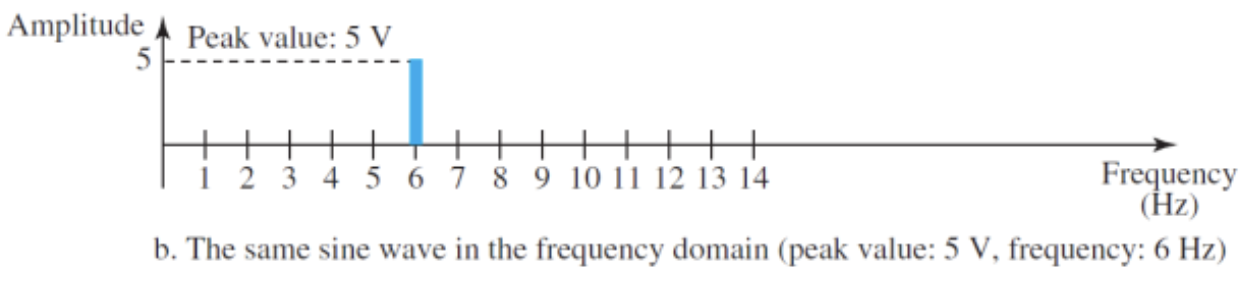 Amplitude
Peak value: 5 V
5
1 2 3 4 5 6 7 8 9 10 11 12 13 14
Frequency
(Hz)
b. The same sine wave in the frequency domain (peak value: 5 V, frequency: 6 Hz)